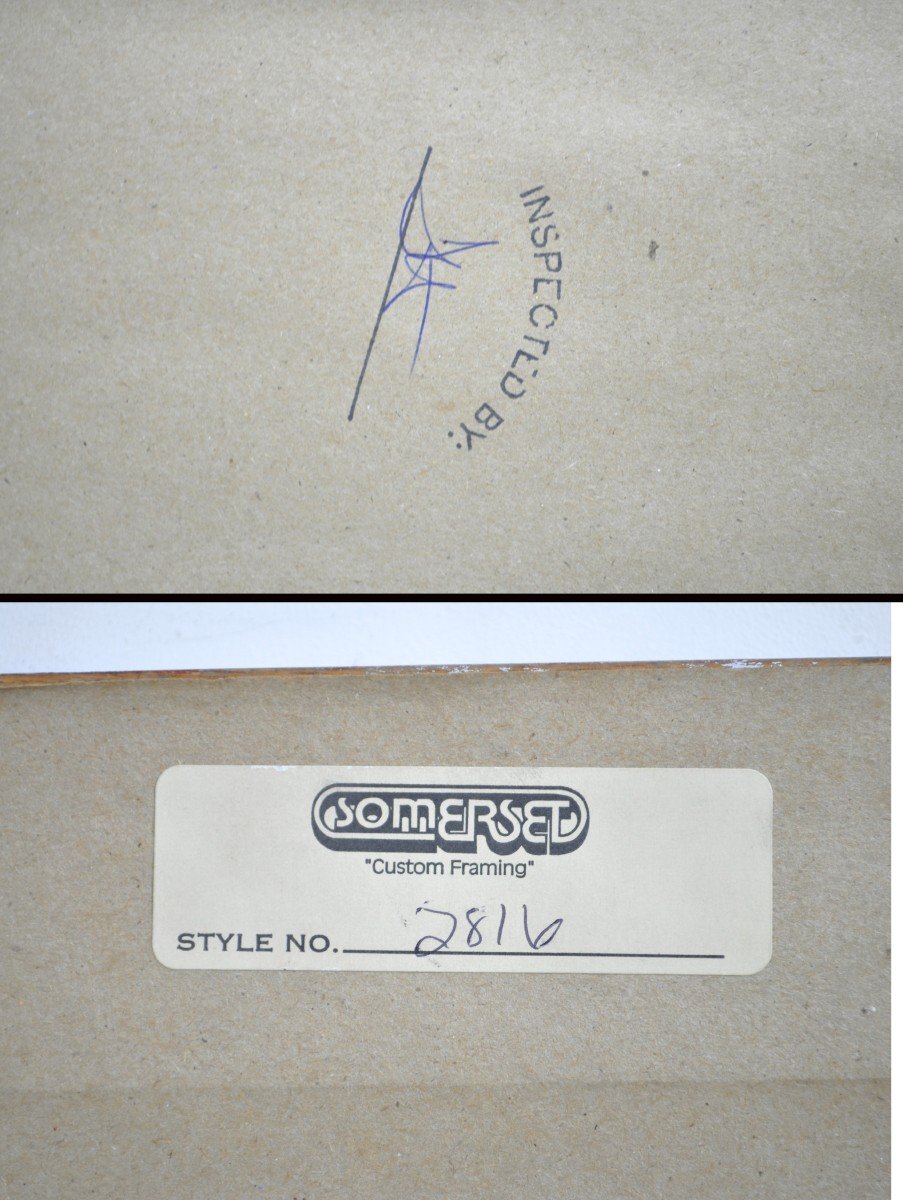 INSPECTED BY:
SOMERSET
"Custom Framing"
STYLE NO. 2816